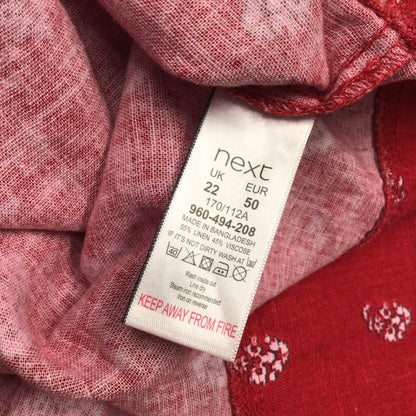 next
UK EUR
22 50
170/112A
960-494-208
MADE IN BANGLADESH
55% LINEN 45% VISCOSE
IF IT'S NOT DIRTY WASH AT 30
40
Wash inside out
Line dry
Steam iron recommended
Iron on reverse
KEEP AWAY FROM FIRE